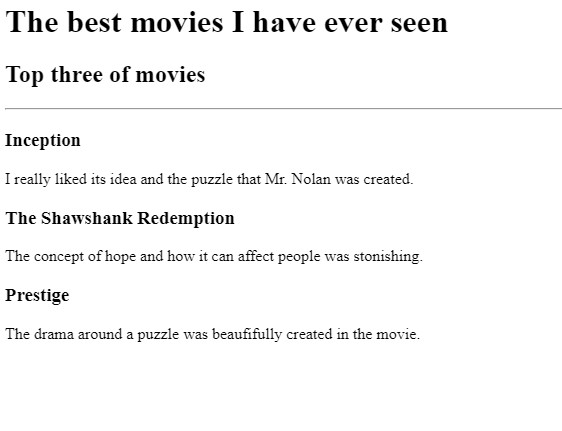 The best movies I have ever seen
Top three of movies
Inception
I really liked its idea and the puzzle that Mr. Nolan was created.
The Shawshank Redemption
The concept of hope and how it can affect people was stonishing.
Prestige
The drama around a puzzle was beaufifully created in the movie.